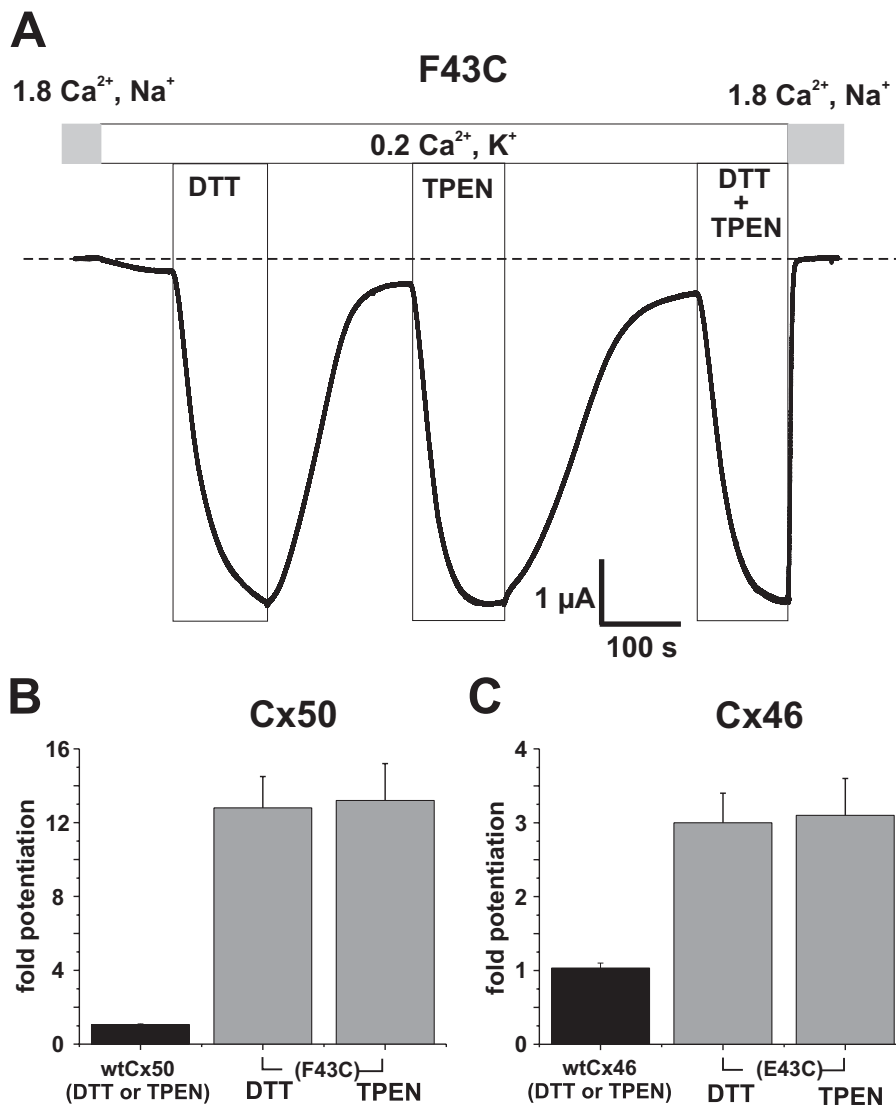 A
F43C
1.8 Ca²⁺, Na⁺
1.8 Ca²⁺, Na⁺
0.2 Ca²⁺, K⁺
DTT
TPEN
DTT
+
TPEN
1 µA
100 s
B
Cx50
fold potentiation
16
12
8
4
0
wtCx50
(DTT or TPEN)
(F43C)
DTT
TPEN
C
Cx46
fold potentiation
4
3
2
1
0
wtCx46
(DTT or TPEN)
(E43C)
DTT
TPEN